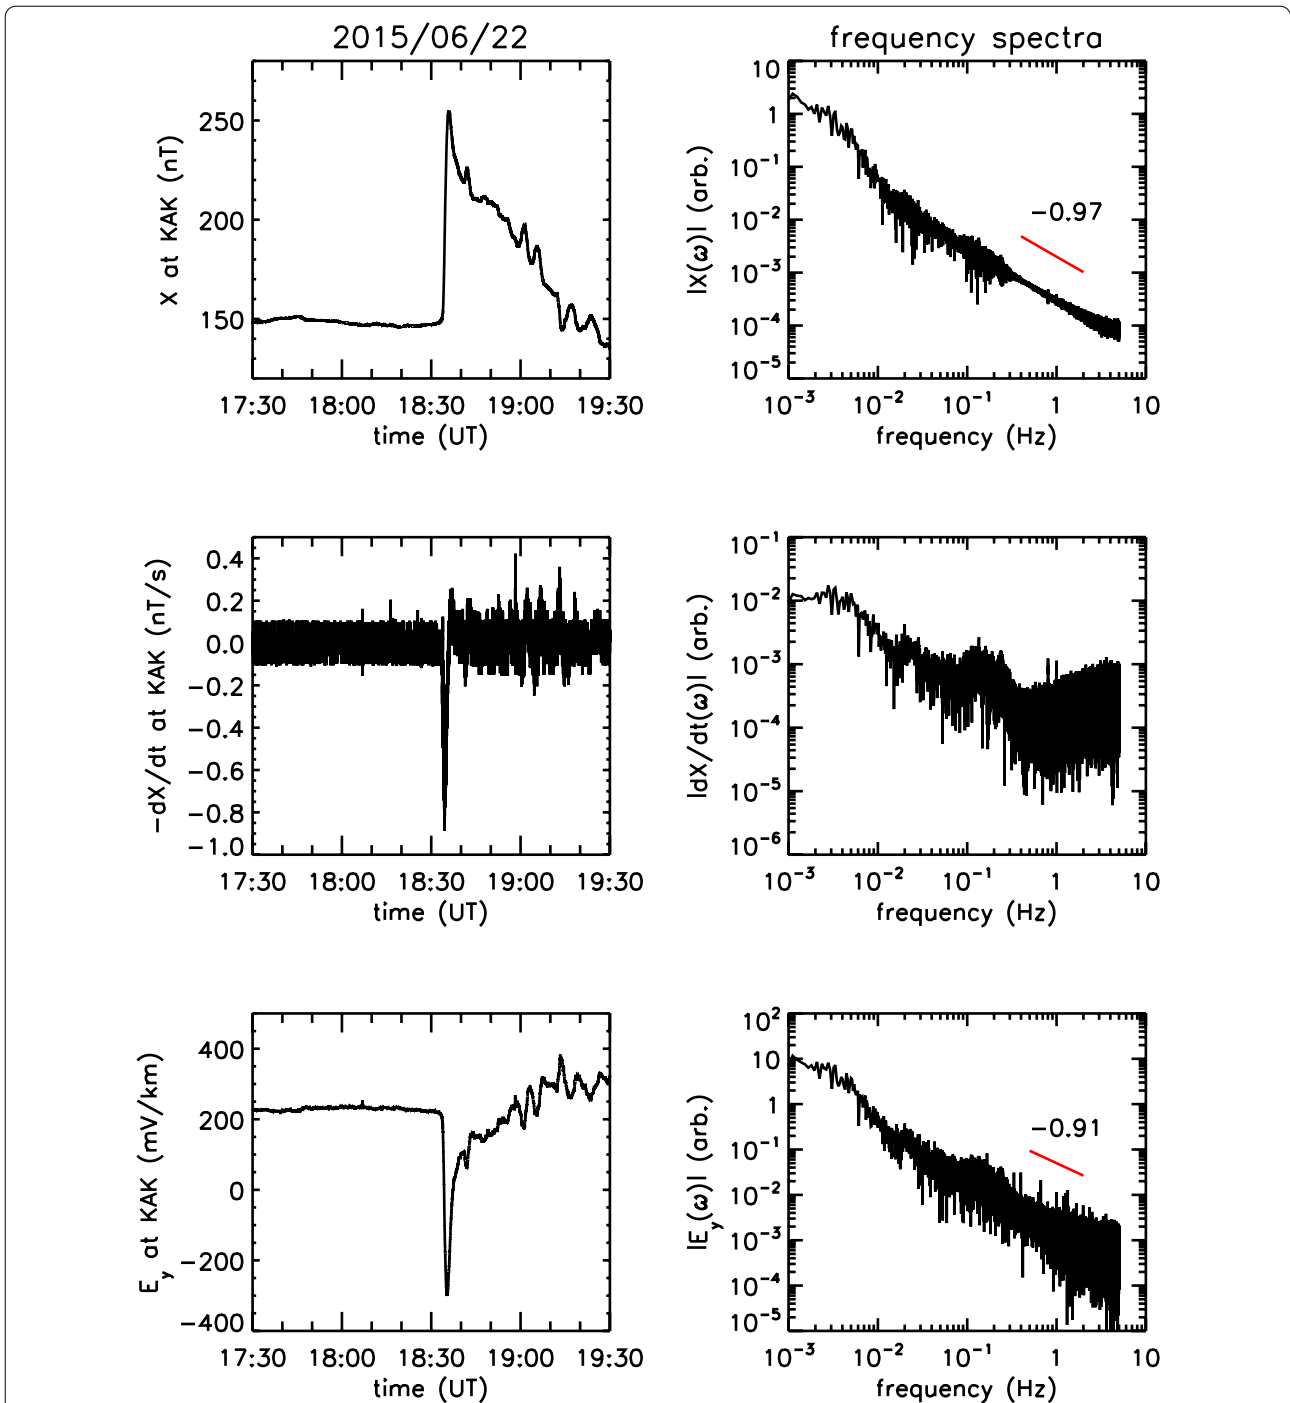 2015/06/22
frequency spectra
X at KAK (nT)
250
200
150
17:30 18:00 18:30 19:00 19:30
time (UT)
|X(ω)| (arb.)
10
1
10⁻¹
10⁻²
10⁻³
10⁻⁴
10⁻⁵
−0.97
10⁻³ 10⁻² 10⁻¹ 1 10
frequency (Hz)
−dX/dt at KAK (nT/s)
0.4
0.2
0.0
−0.2
−0.4
−0.6
−0.8
−1.0
17:30 18:00 18:30 19:00 19:30
time (UT)
|dX/dt(ω)| (arb.)
10⁻¹
10⁻²
10⁻³
10⁻⁴
10⁻⁵
10⁻⁶
10⁻³ 10⁻² 10⁻¹ 1 10
frequency (Hz)
E_y at KAK (mV/km)
400
200
0
−200
−400
17:30 18:00 18:30 19:00 19:30
time (UT)
|E_y(ω)| (arb.)
10²
10
1
10⁻¹
10⁻²
10⁻³
10⁻⁴
10⁻⁵
−0.91
10⁻³ 10⁻² 10⁻¹ 1 10
frequency (Hz)